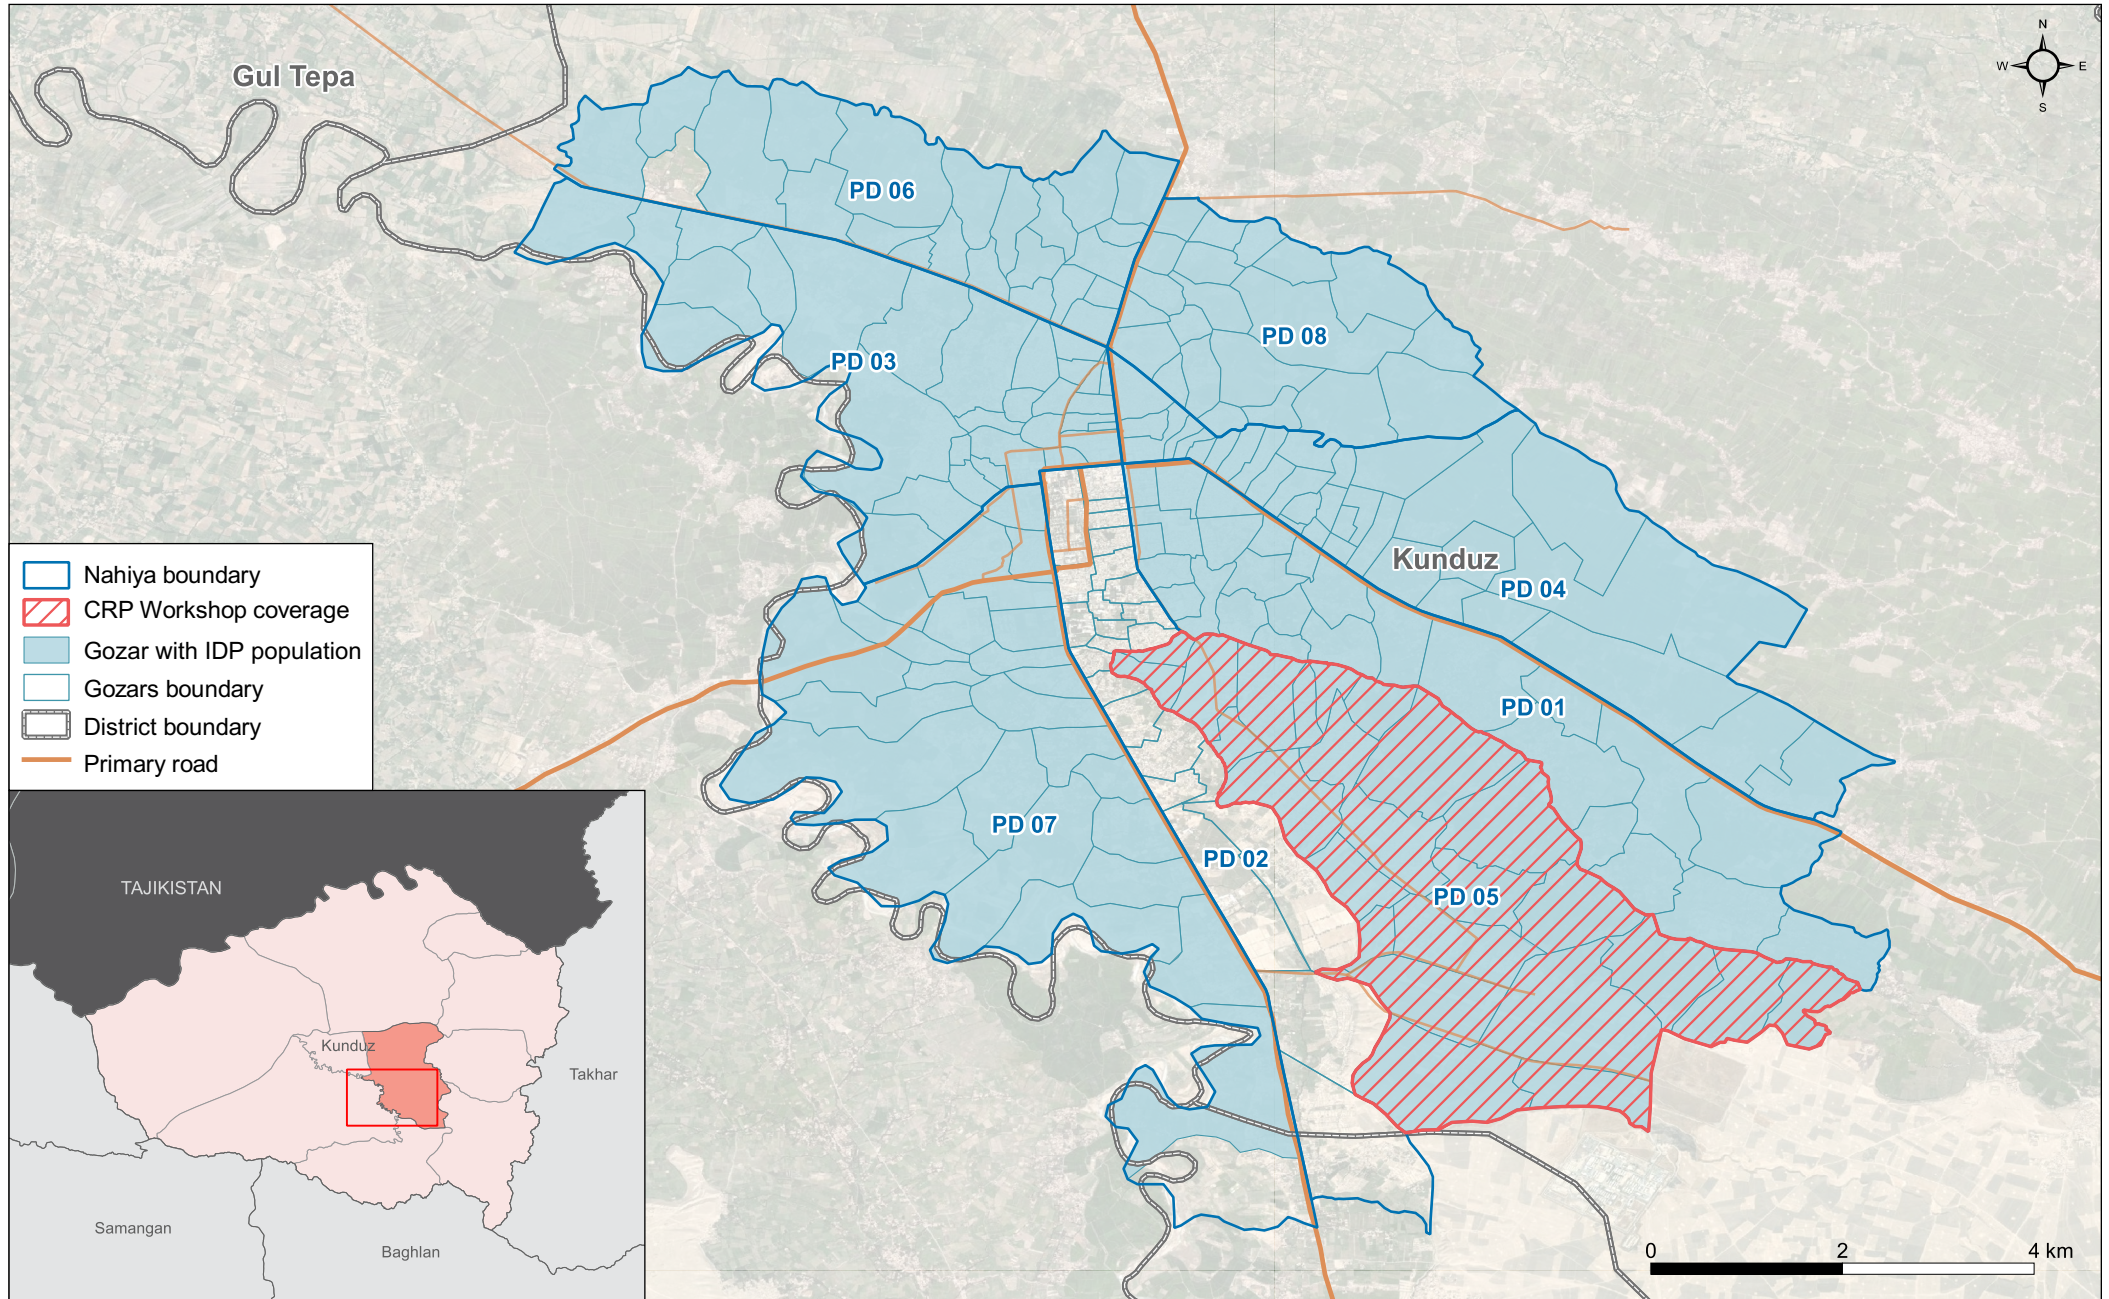 Gul Tepa
N
W
E
S
PD 06
PD 08
PD 03
Kunduz
PD 04
PD 01
PD 07
PD 02
PD 05
Nahiya boundary
CRP Workshop coverage
Gozar with IDP population
Gozars boundary
District boundary
Primary road
TAJIKISTAN
Kunduz
Takhar
Samangan
Baghlan
0 2 4 km